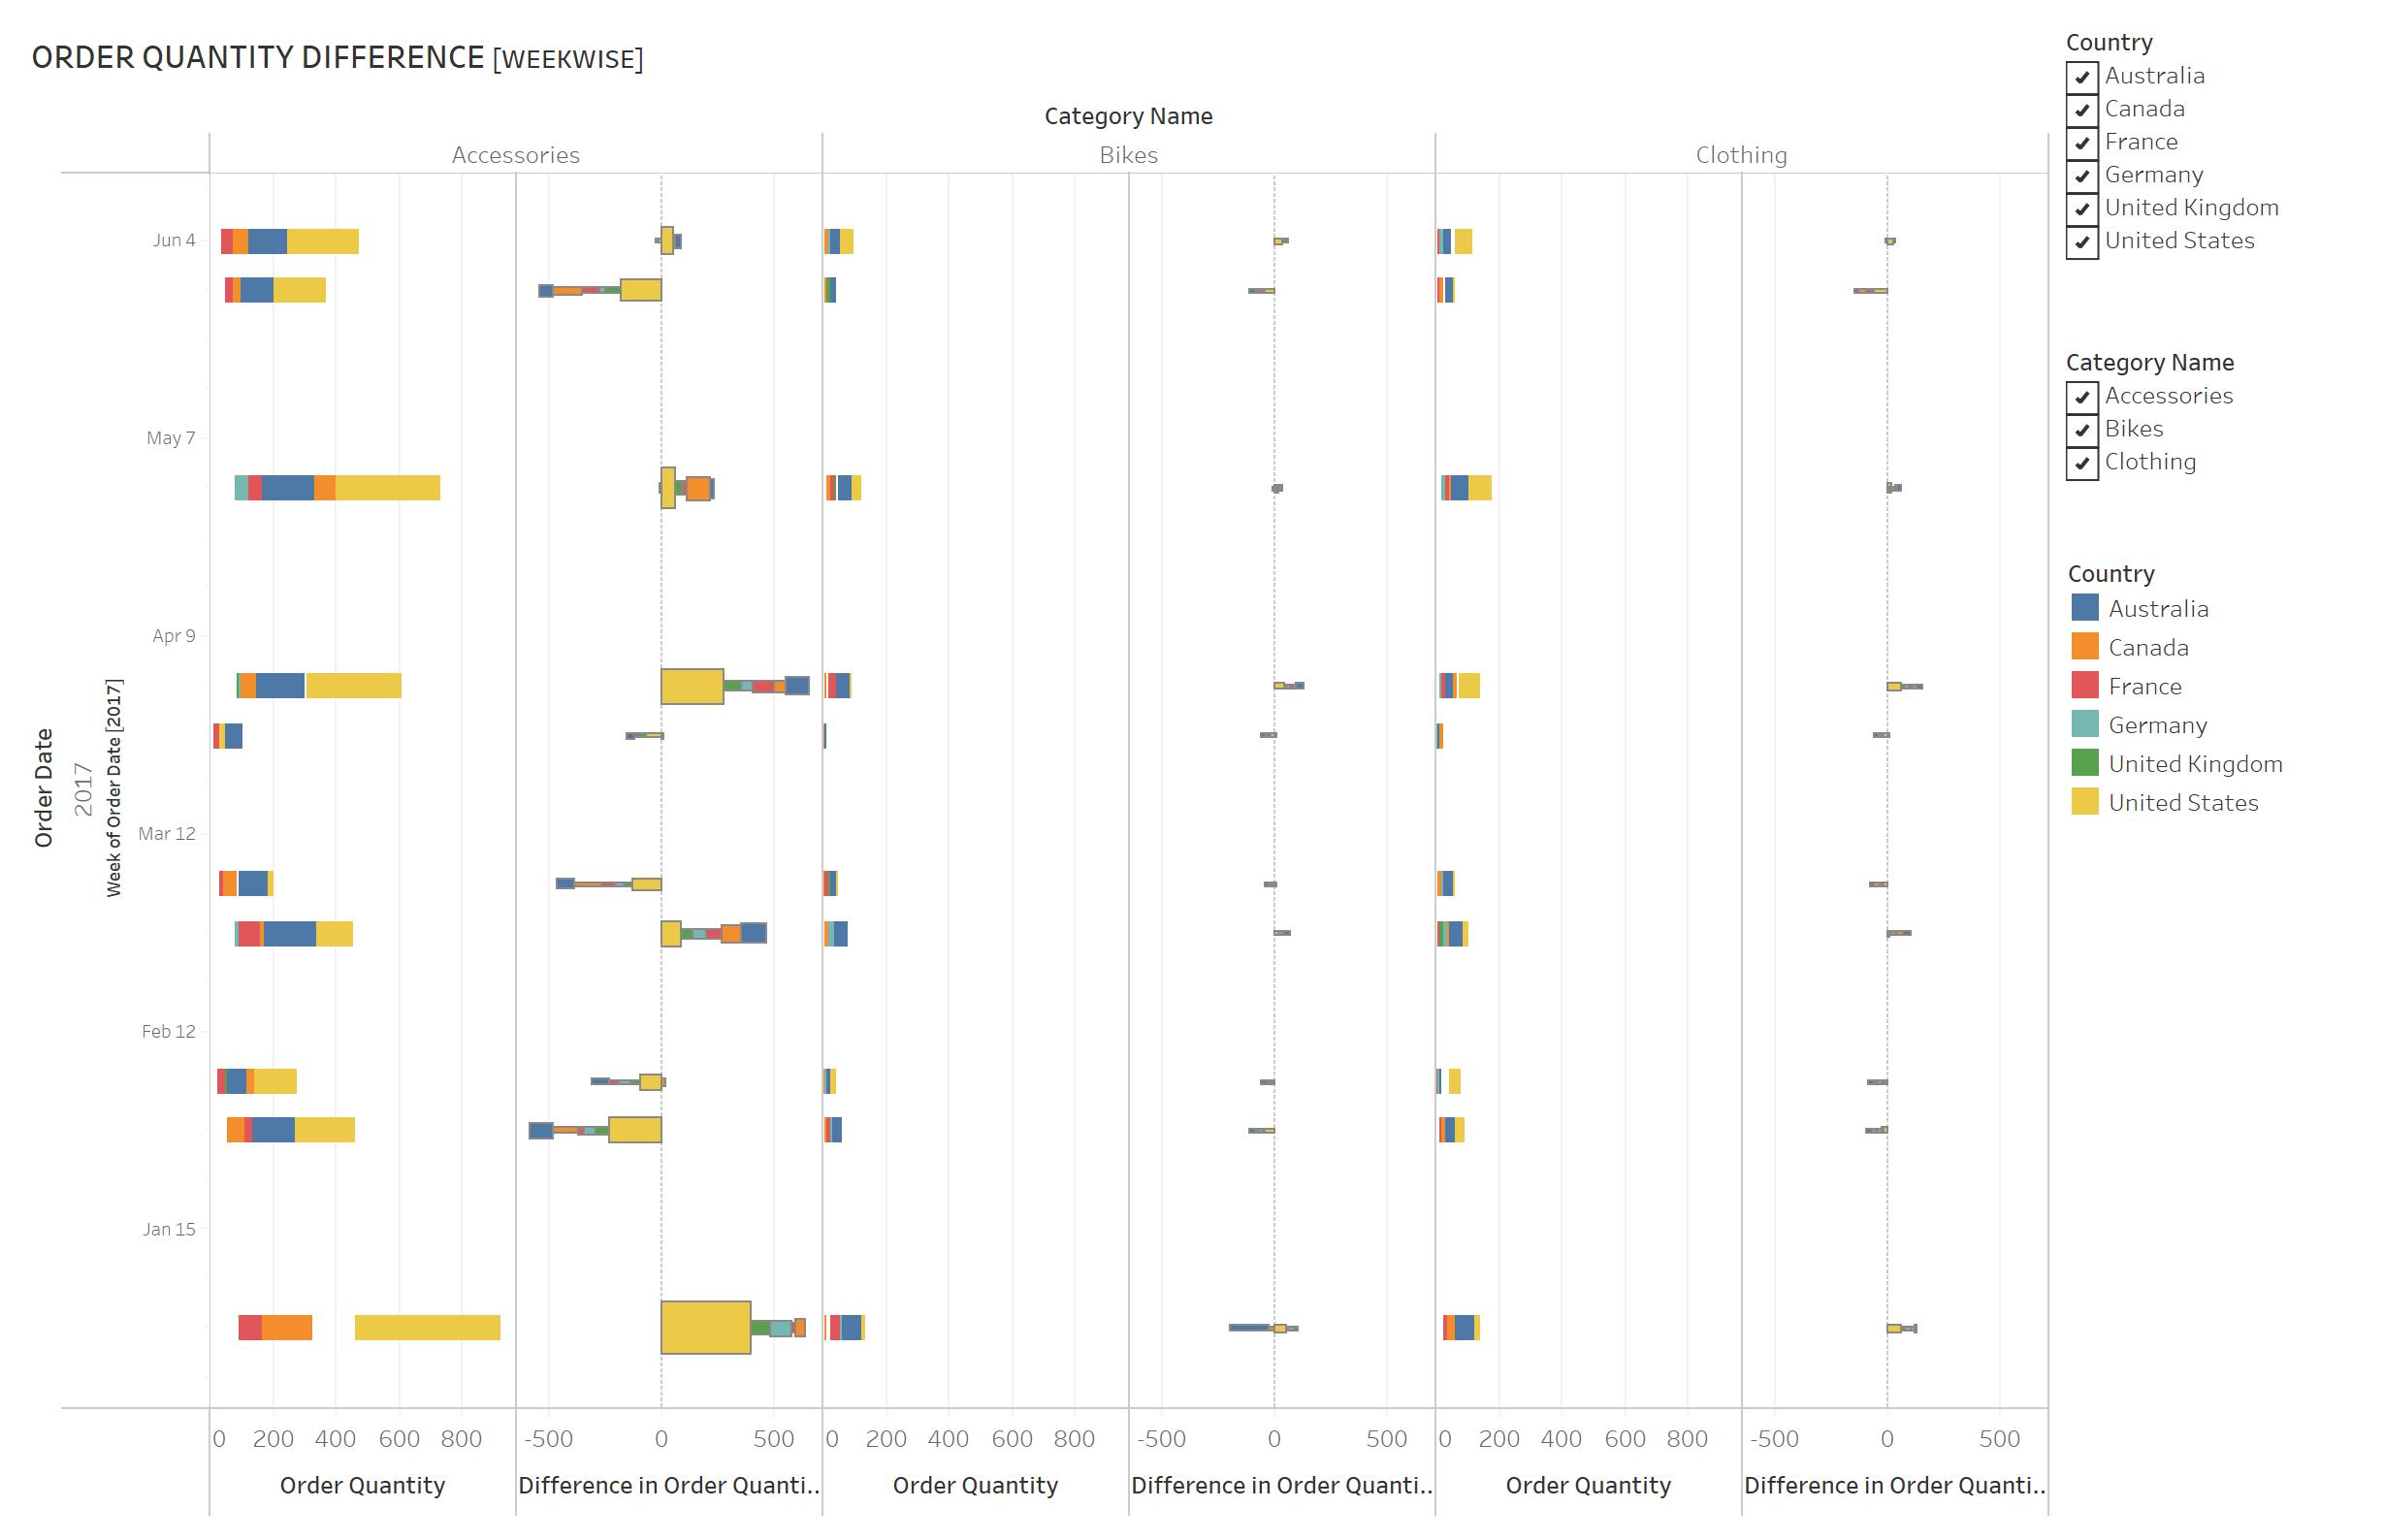 ORDER QUANTITY DIFFERENCE [WEEKWISE]
Category Name
Accessories
Bikes
Clothing
Order Date
2017
Week of Order Date [2017]
Jun 4
May 7
Apr 9
Mar 12
Feb 12
Jan 15
0 200 400 600 800
-500 0 500
0 200 400 600 800
-500 0 500
0 200 400 600 800
-500 0 500
Order Quantity
Difference in Order Quanti..
Order Quantity
Difference in Order Quanti..
Order Quantity
Difference in Order Quanti..
Country
Australia
Canada
France
Germany
United Kingdom
United States
Category Name
Accessories
Bikes
Clothing
Country
Australia
Canada
France
Germany
United Kingdom
United States